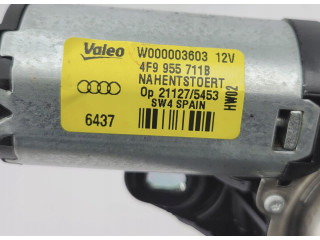 Valeo W000003603 12V
4F9 955 711B
NAHENTSTOERT
Op 21127/5453
SW4 SPAIN
HW02
6437